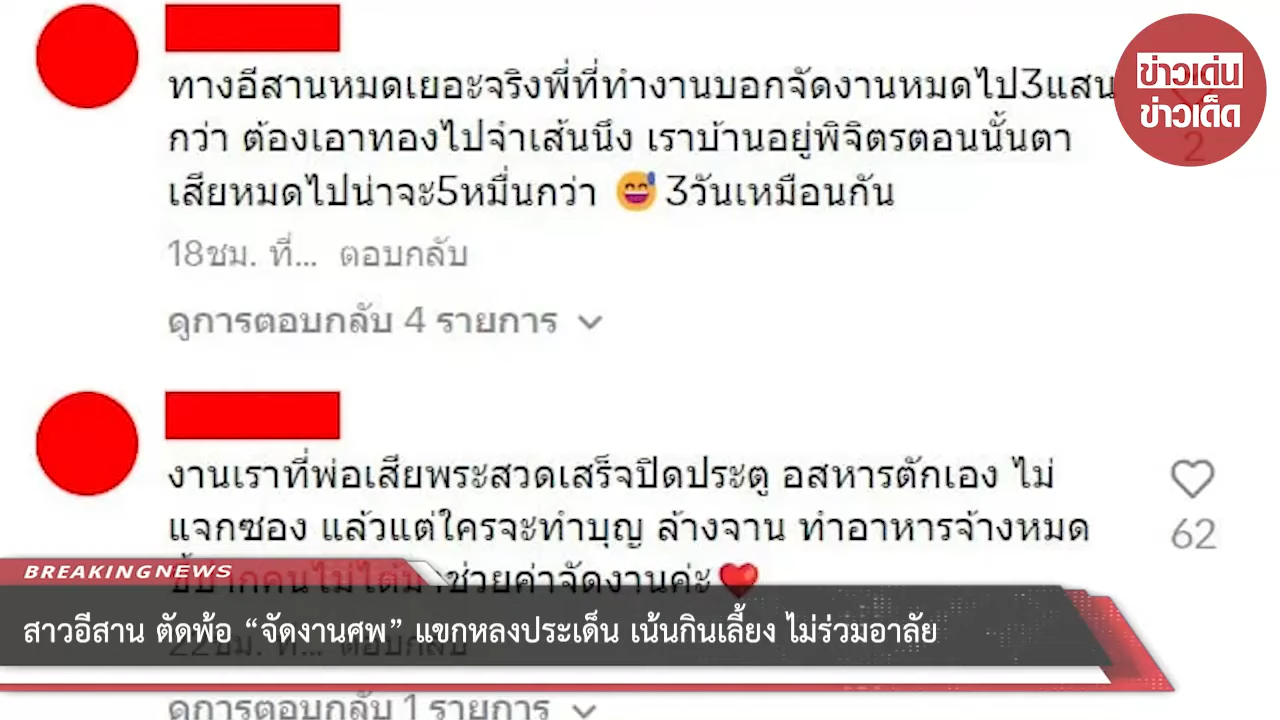 ข่าวเด่น
ข่าวเด็ด
ทางอีสานหมดเยอะจริงพี่ที่ทำงานบอกจัดงานหมดไป3แสน
กว่า ต้องเอาทองไปจำเส้นนึง เราบ้านอยู่พิจิตรตอนนั้นตา
2
เสียหมดไปน่าจะ5หมื่นกว่า 😅 3วันเหมือนกัน
18ชม. ที่... ตอบกลับ
ดูการตอบกลับ 4 รายการ
งานเราที่พ่อเสียพระสวดเสร็จปิดประตู อสหารตักเอง ไม่
แจกซอง แล้วแต่ใครจะทำบุญ ล้างจาน ทำอาหารจ้างหมด
62
BREAKING NEWS
ช่วยค่าจัดงานค่ะ❤️
สาวอีสาน ตัดพ้อ “จัดงานศพ” แขกหลงประเด็น เน้นกินเลี้ยง ไม่ร่วมอาลัย
22ชม. ที่... ตอบกลับ
ดูการตอบกลับ 1 รายการ